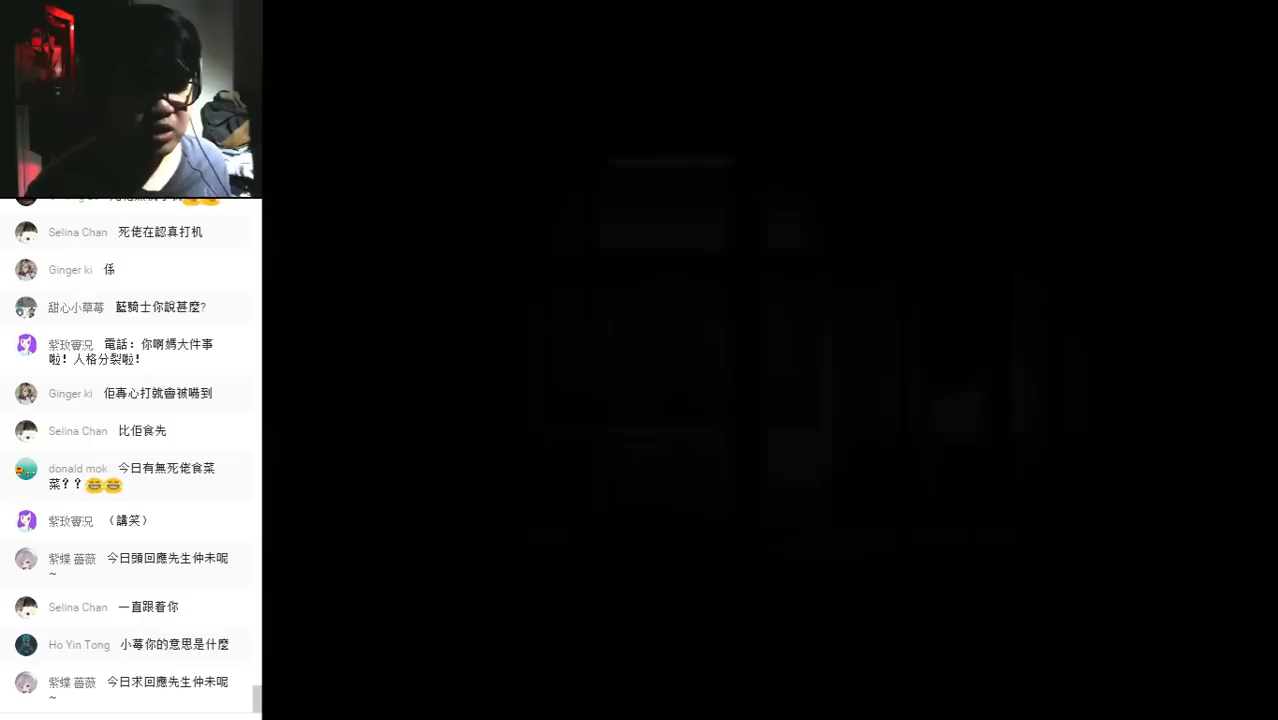 Selina Chan 死佬在認真打机
Ginger ki 係
甜心小草莓 藍騎士你說甚麼?
紫玫寗況 電話：你啊媽大件事
啦！人格分裂啦！
Ginger ki 佢專心打就會被嚇到
Selina Chan 比佢食先
donald mok 今日有無死佬食菜
菜？？😂😂
紫玫寗況 （講笑）
紫蝶 薔薇 今日頭回應先生仲未呢
~
Selina Chan 一直跟著你
Ho Yin Tong 小莓你的意思是什麼
紫蝶 薔薇 今日求回應先生仲未呢
~